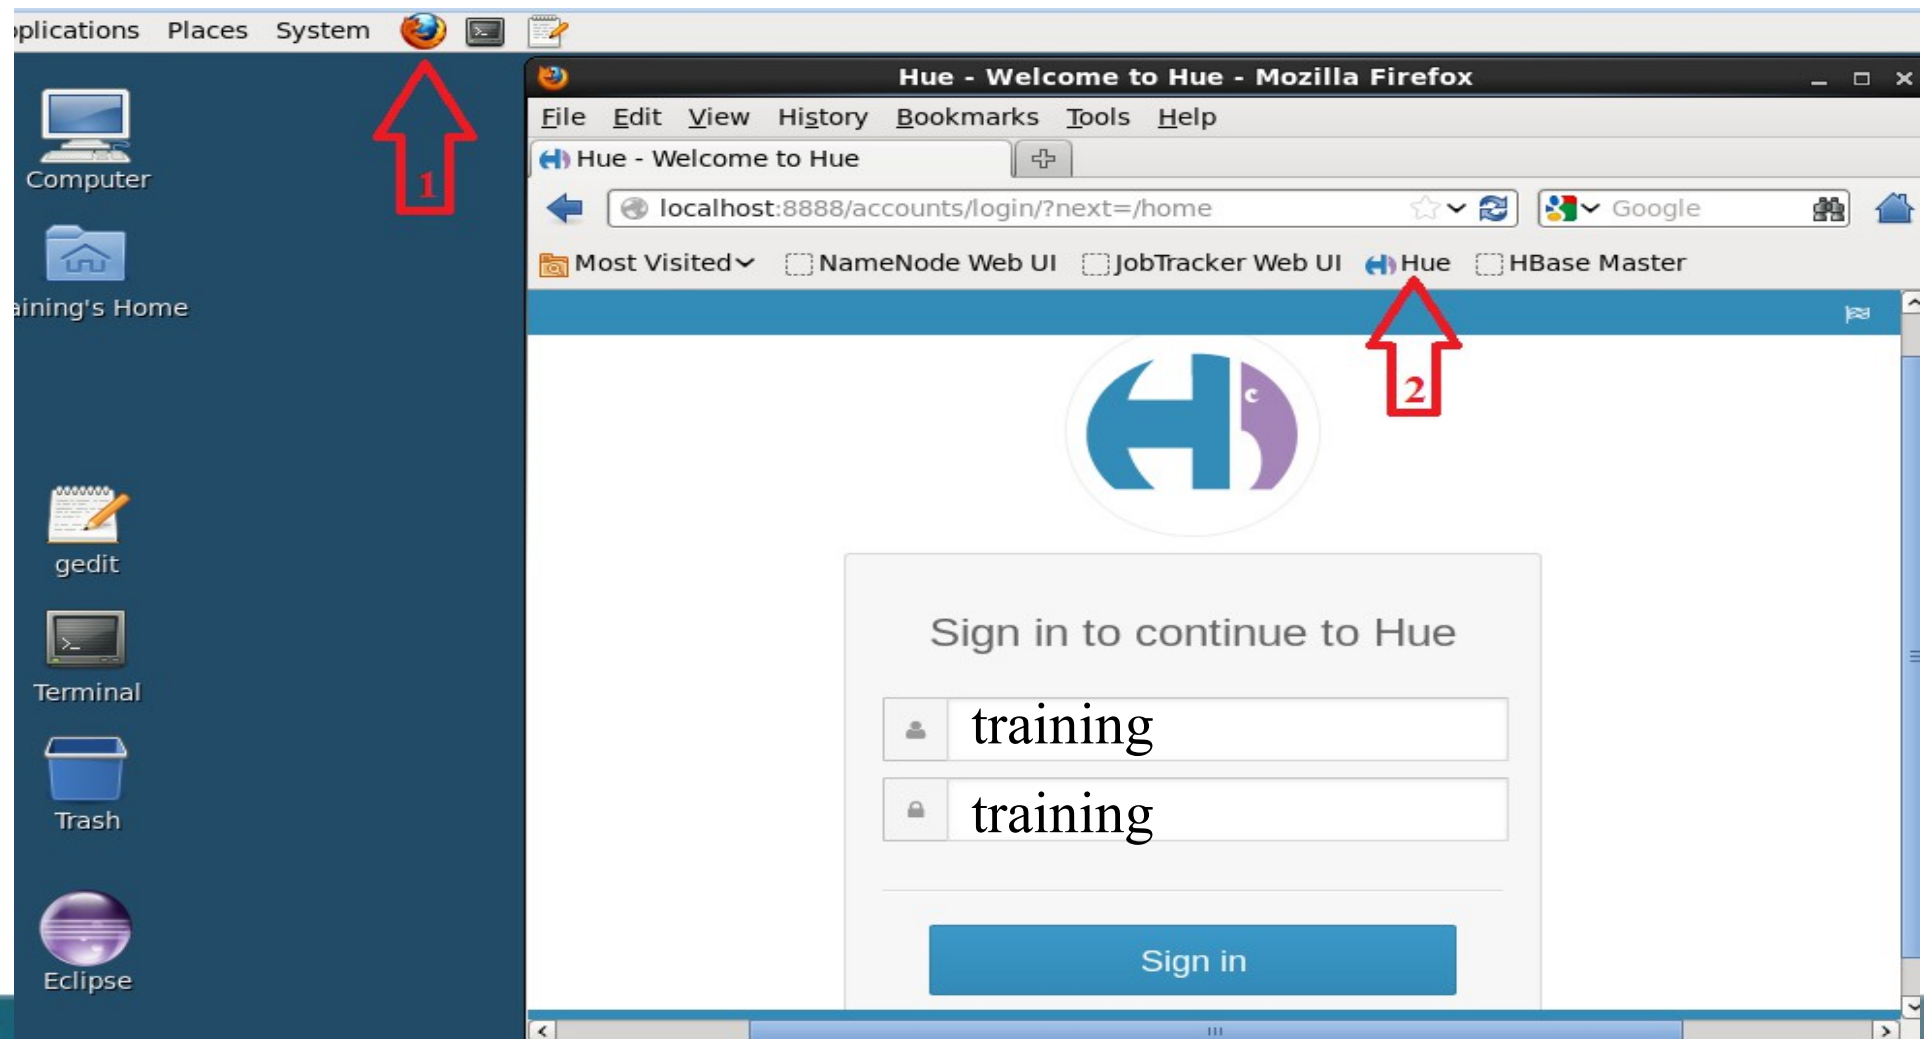 plications Places System
Hue - Welcome to Hue - Mozilla Firefox
File Edit View History Bookmarks Tools Help
Hue - Welcome to Hue
localhost:8888/accounts/login/?next=/home
Google
Most Visited NameNode Web UI JobTracker Web UI Hue HBase Master
1
2
Computer
aining's Home
gedit
Terminal
Trash
Eclipse
Sign in to continue to Hue
training
training
Sign in